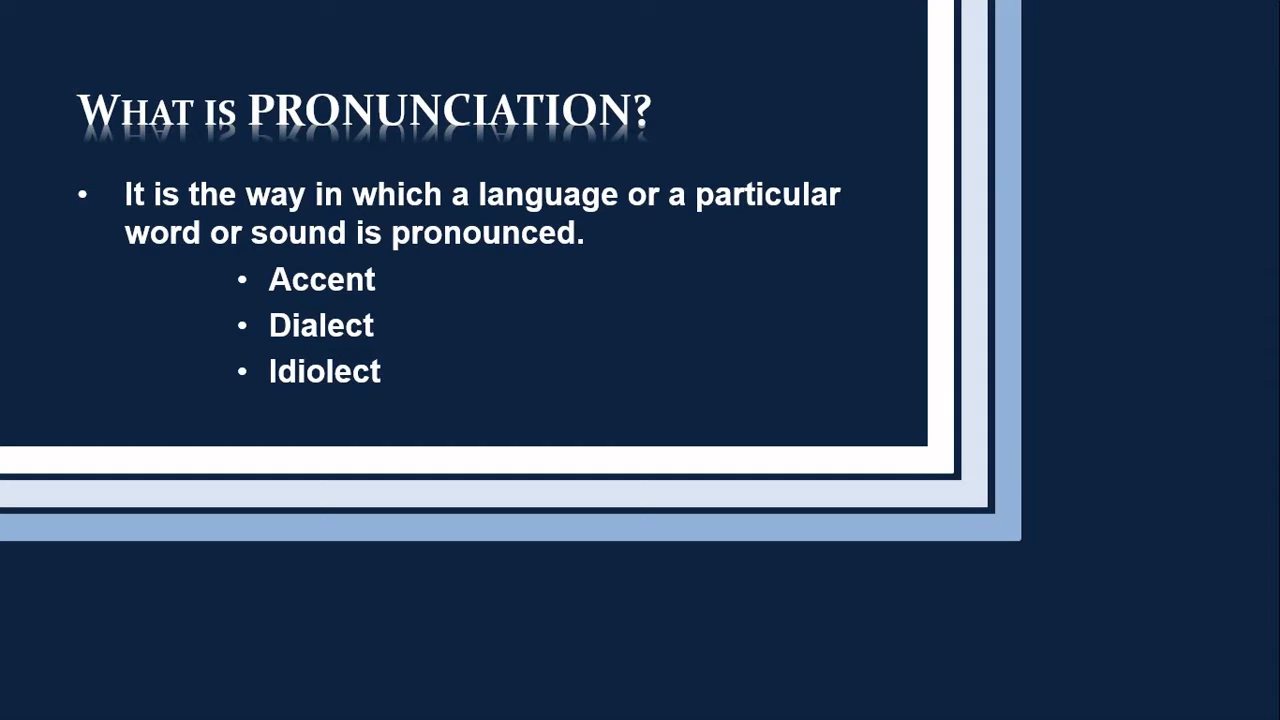 What is PRONUNCIATION?
• It is the way in which a language or a particular
word or sound is pronounced.
• Accent
• Dialect
• Idiolect